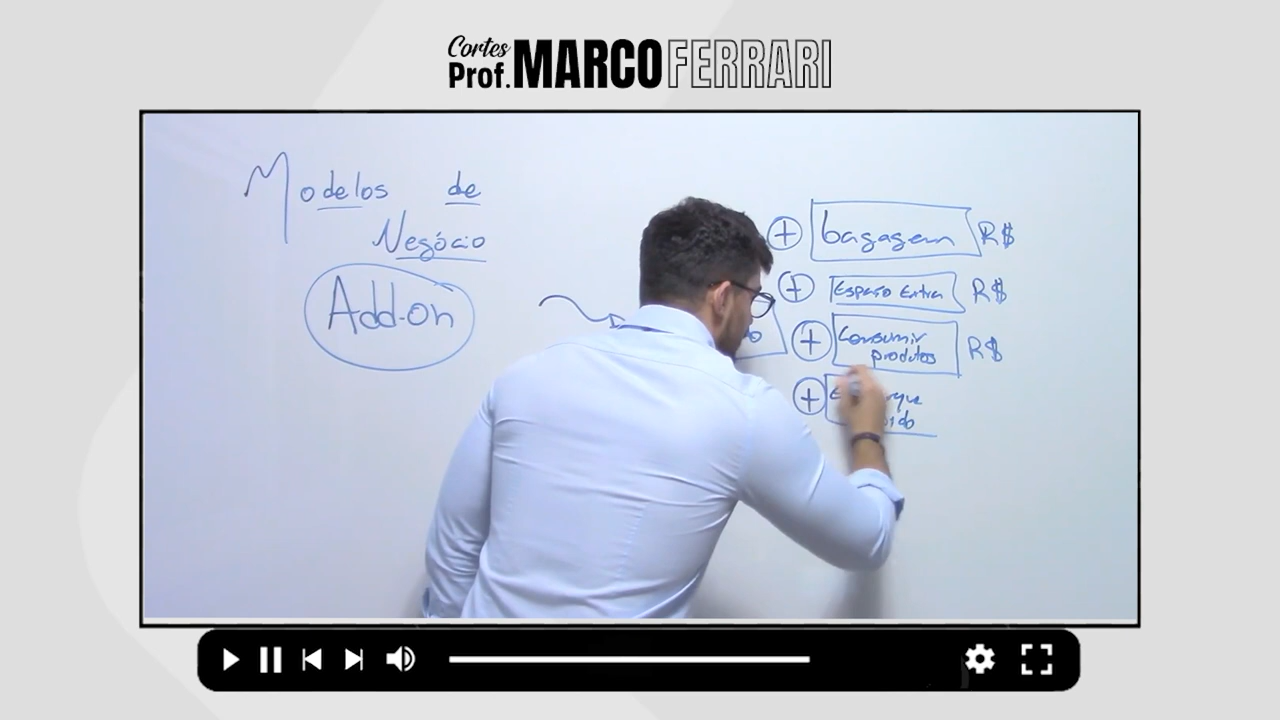 Cortes
Prof. MARCO FERRARI
Modelos de
Negócio
Add-on
+ bagagem R$
+ Espaço Extra R$
+ Consumir
produtos R$
+